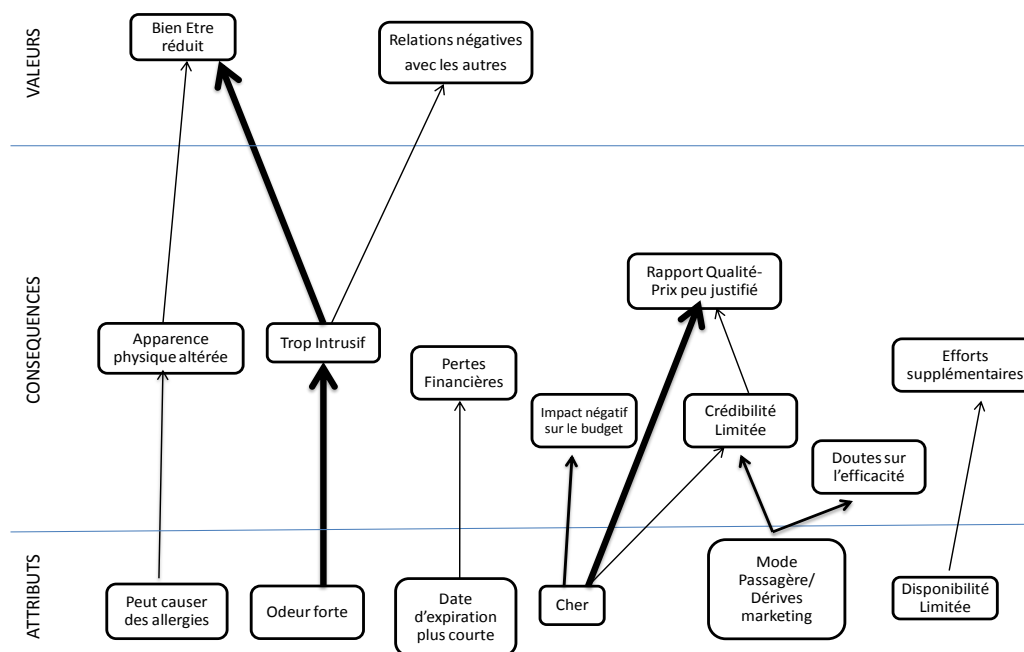 VALEURS
Bien Etre
réduit
Relations négatives
avec les autres
CONSEQUENCES
Rapport Qualité-
Prix peu justifié
Apparence
physique altérée
Trop Intrusif
Pertes
Financières
Efforts
supplémentaires
Impact négatif
sur le budget
Crédibilité
Limitée
Doutes sur
l'efficacité
ATTRIBUTS
Peut causer
des allergies
Odeur forte
Date
d'expiration
plus courte
Cher
Mode
Passagère/
Dérives
marketing
Disponibilité
Limitée